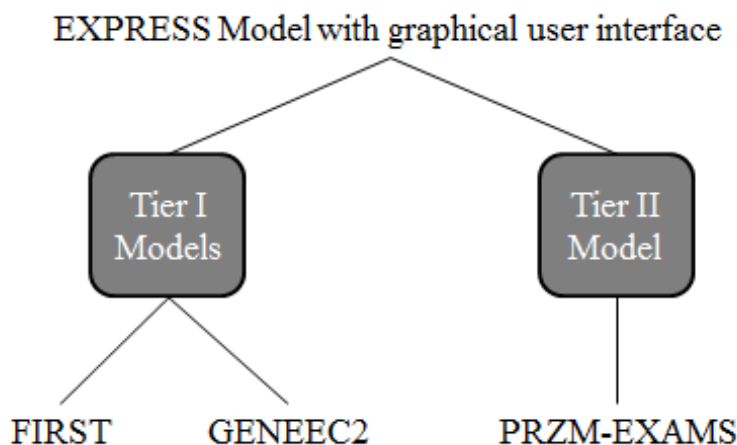 EXPRESS Model with graphical user interface
Tier I
Models
Tier II
Model
FIRST
GENEEC2
PRZM-EXAMS